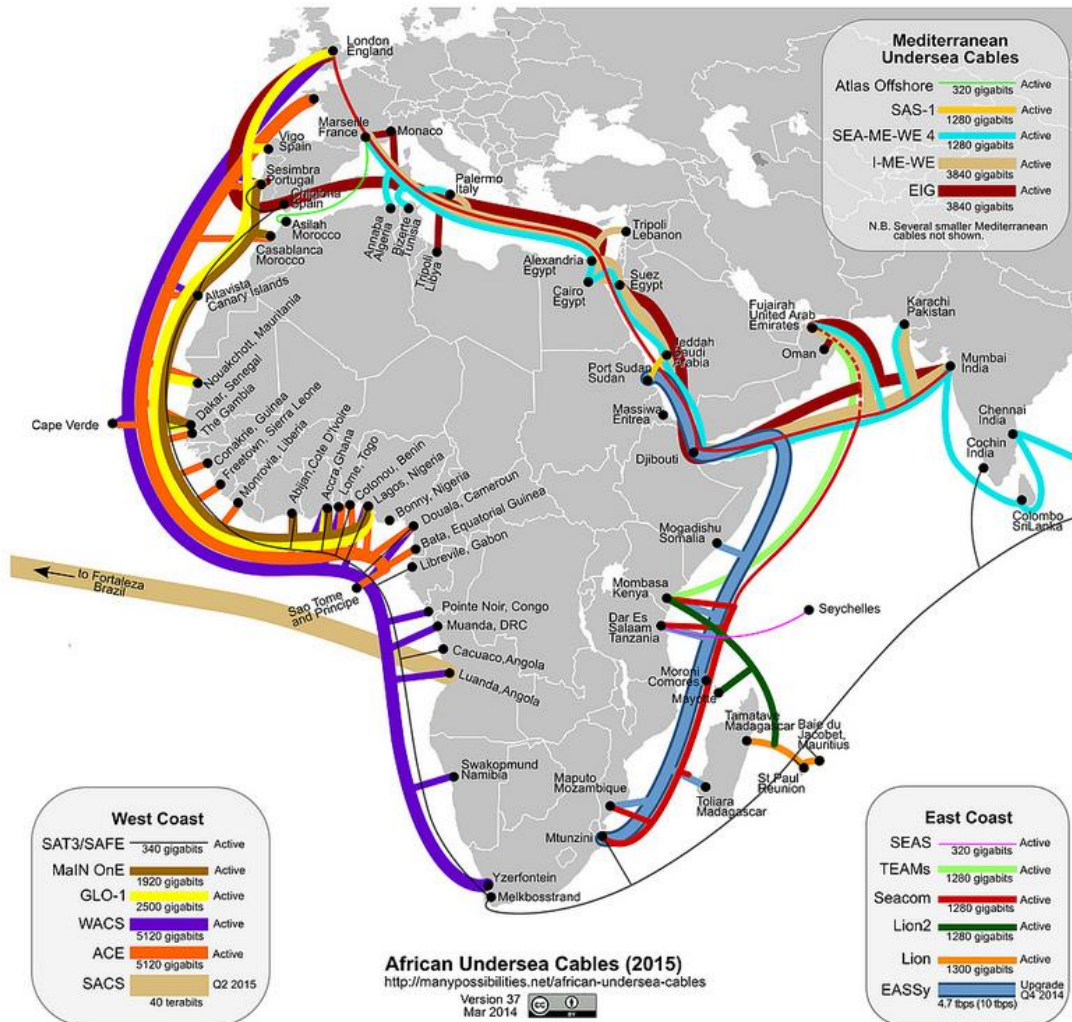 London
England
Vigo
Spain
Sesimbra
Portugal
Chipiona
Spain
Asilah
Morocco
Casablanca
Morocco
Altavista
Canary Islands
Marseille
France
Monaco
Palermo
Italy
Annaba
Algeria
Bizerte
Tunisia
Tripoli
Libya
Tripoli
Lebanon
Alexandria
Egypt
Cairo
Egypt
Suez
Egypt
Jeddah
Saudi
Arabia
Port Sudan
Sudan
Massiwa
Eritrea
Djibouti
Fujairah
United Arab
Emirates
Oman
Karachi
Pakistan
Mumbai
India
Chennai
India
Cochin
India
Colombo
SriLanka
Mediterranean
Undersea Cables
Atlas Offshore
320 gigabits
Active
SAS-1
1280 gigabits
Active
SEA-ME-WE 4
1280 gigabits
Active
I-ME-WE
3840 gigabits
Active
EIG
3840 gigabits
Active
N.B. Several smaller Mediterranean
cables not shown.
Nouakchott, Mauritania
Dakar, Senegal
The Gambia
Cape Verde
Conakrie, Guinea
Freetown, Sierra Leone
Monrovia, Liberia
Abijan,Cote D'Ivoire
Accra Ghana
Lome, Togo
Cotonou, Benin
Lagos, Nigeria
Bonny, Nigeria
Douala, Cameroun
Bata, Equatorial Guinea
Libreville, Gabon
to Fortaleza
Brazil
Sao Tome
and Principe
Pointe Noir, Congo
Muanda, DRC
Cacuaco,Angola
Luanda,Angola
Swakopmund
Namibia
Yzerfontein
Melkbosstrand
Mogadishu
Somalia
Mombasa
Kenya
Dar Es
Salaam
Tanzania
Seychelles
Moroni
Comores
Mayotte
Tamatave
Madagascar
Baie du
Jacobet,
Mauritius
St Paul
Reunion
Toliara
Madagascar
Maputo
Mozambique
Mtunzini
West Coast
SAT3/SAFE
340 gigabits
Active
MaIN OnE
1920 gigabits
Active
GLO-1
2500 gigabits
Active
WACS
5120 gigabits
Active
ACE
5120 gigabits
Active
SACS
40 terabits
Q2 2015
East Coast
SEAS
320 gigabits
Active
TEAMs
1280 gigabits
Active
Seacom
1280 gigabits
Active
Lion2
1280 gigabits
Active
Lion
1300 gigabits
Active
EASSy
4.7 tbps (10 tbps)
Upgrade
Q4 2014
African Undersea Cables (2015)
http://manypossibilities.net/african-undersea-cables
Version 37
Mar 2014
cc
BY